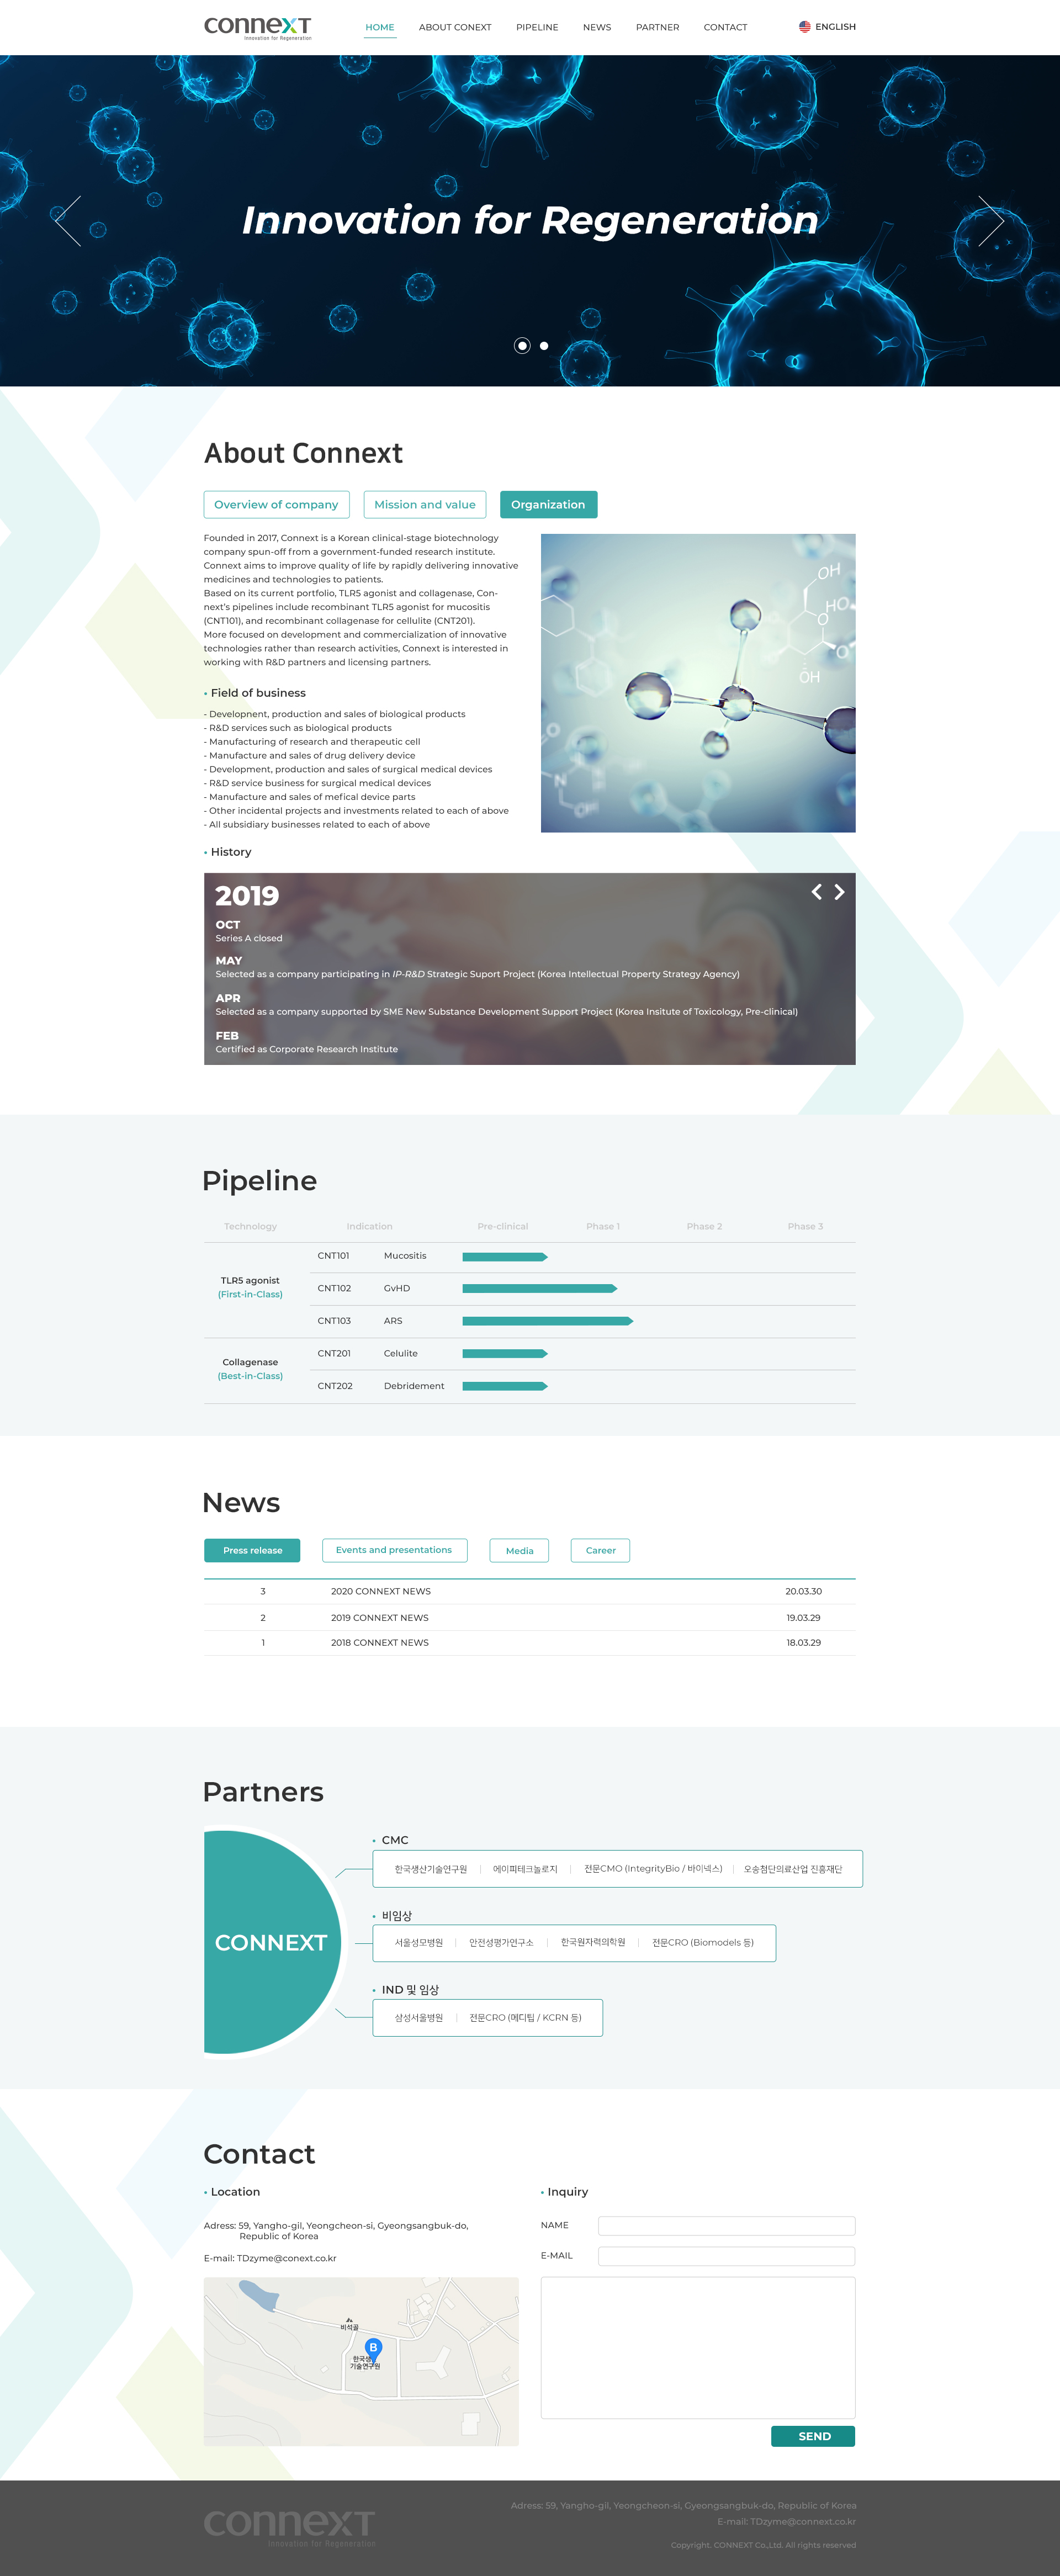 conneXT
Innovation for Regeneration
HOME
ABOUT CONEXT
PIPELINE
NEWS
PARTNER
CONTACT
ENGLISH
Innovation for Regeneration
About Connext
Overview of company
Mission and value
Organization
Founded in 2017, Connext is a Korean clinical-stage biotechnology
company spun-off from a government-funded research institute.
Connext aims to improve quality of life by rapidly delivering innovative
medicines and technologies to patients.
Based on its current portfolio, TLR5 agonist and collagenase, Con-
next's pipelines include recombinant TLR5 agonist for mucositis
(CNT101), and recombinant collagenase for cellulite (CNT201).
More focused on development and commercialization of innovative
technologies rather than research activities, Connext is interested in
working with R&D partners and licensing partners.
OH
HO
O
O
OH
• Field of business
- Development, production and sales of biological products
- R&D services such as biological products
- Manufacturing of research and therapeutic cell
- Manufacture and sales of drug delivery device
- Development, production and sales of surgical medical devices
- R&D service business for surgical medical devices
- Manufacture and sales of mefical device parts
- Other incidental projects and investments related to each of above
- All subsidiary businesses related to each of above
• History
2019
OCT
Series A closed
MAY
Selected as a company participating in IP-R&D Strategic Suport Project (Korea Intellectual Property Strategy Agency)
APR
Selected as a company supported by SME New Substance Development Support Project (Korea Insitute of Toxicology, Pre-clinical)
FEB
Certified as Corporate Research Institute
Pipeline
Technology
Indication
Pre-clinical
Phase 1
Phase 2
Phase 3
TLR5 agonist
(First-in-Class)
CNT101 Mucositis
CNT102 GvHD
CNT103 ARS
Collagenase
(Best-in-Class)
CNT201 Celulite
CNT202 Debridement
News
Press release
Events and presentations
Media
Career
3 2020 CONNEXT NEWS 20.03.30
2 2019 CONNEXT NEWS 19.03.29
1 2018 CONNEXT NEWS 18.03.29
Partners
CONNEXT
• CMC
한국생산기술연구원 | 에이피테크놀로지 | 전문CMO (IntegrityBio / 바이넥스) | 오송첨단의료산업 진흥재단
• 비임상
서울성모병원 | 안전성평가연구소 | 한국원자력의학원 | 전문CRO (Biomodels 등)
• IND 및 임상
삼성서울병원 | 전문CRO (메디팁 / KCRN 등)
Contact
• Location
Adress: 59, Yangho-gil, Yeongcheon-si, Gyeongsangbuk-do,
Republic of Korea
E-mail: TDzyme@conext.co.kr
비석골
B
한국생
기술연구원
• Inquiry
NAME
E-MAIL
SEND
conneXT
Innovation for Regeneration
Adress: 59, Yangho-gil, Yeongcheon-si, Gyeongsangbuk-do, Republic of Korea
E-mail: TDzyme@connext.co.kr
Copyright. CONNEXT Co.,Ltd. All rights reserved